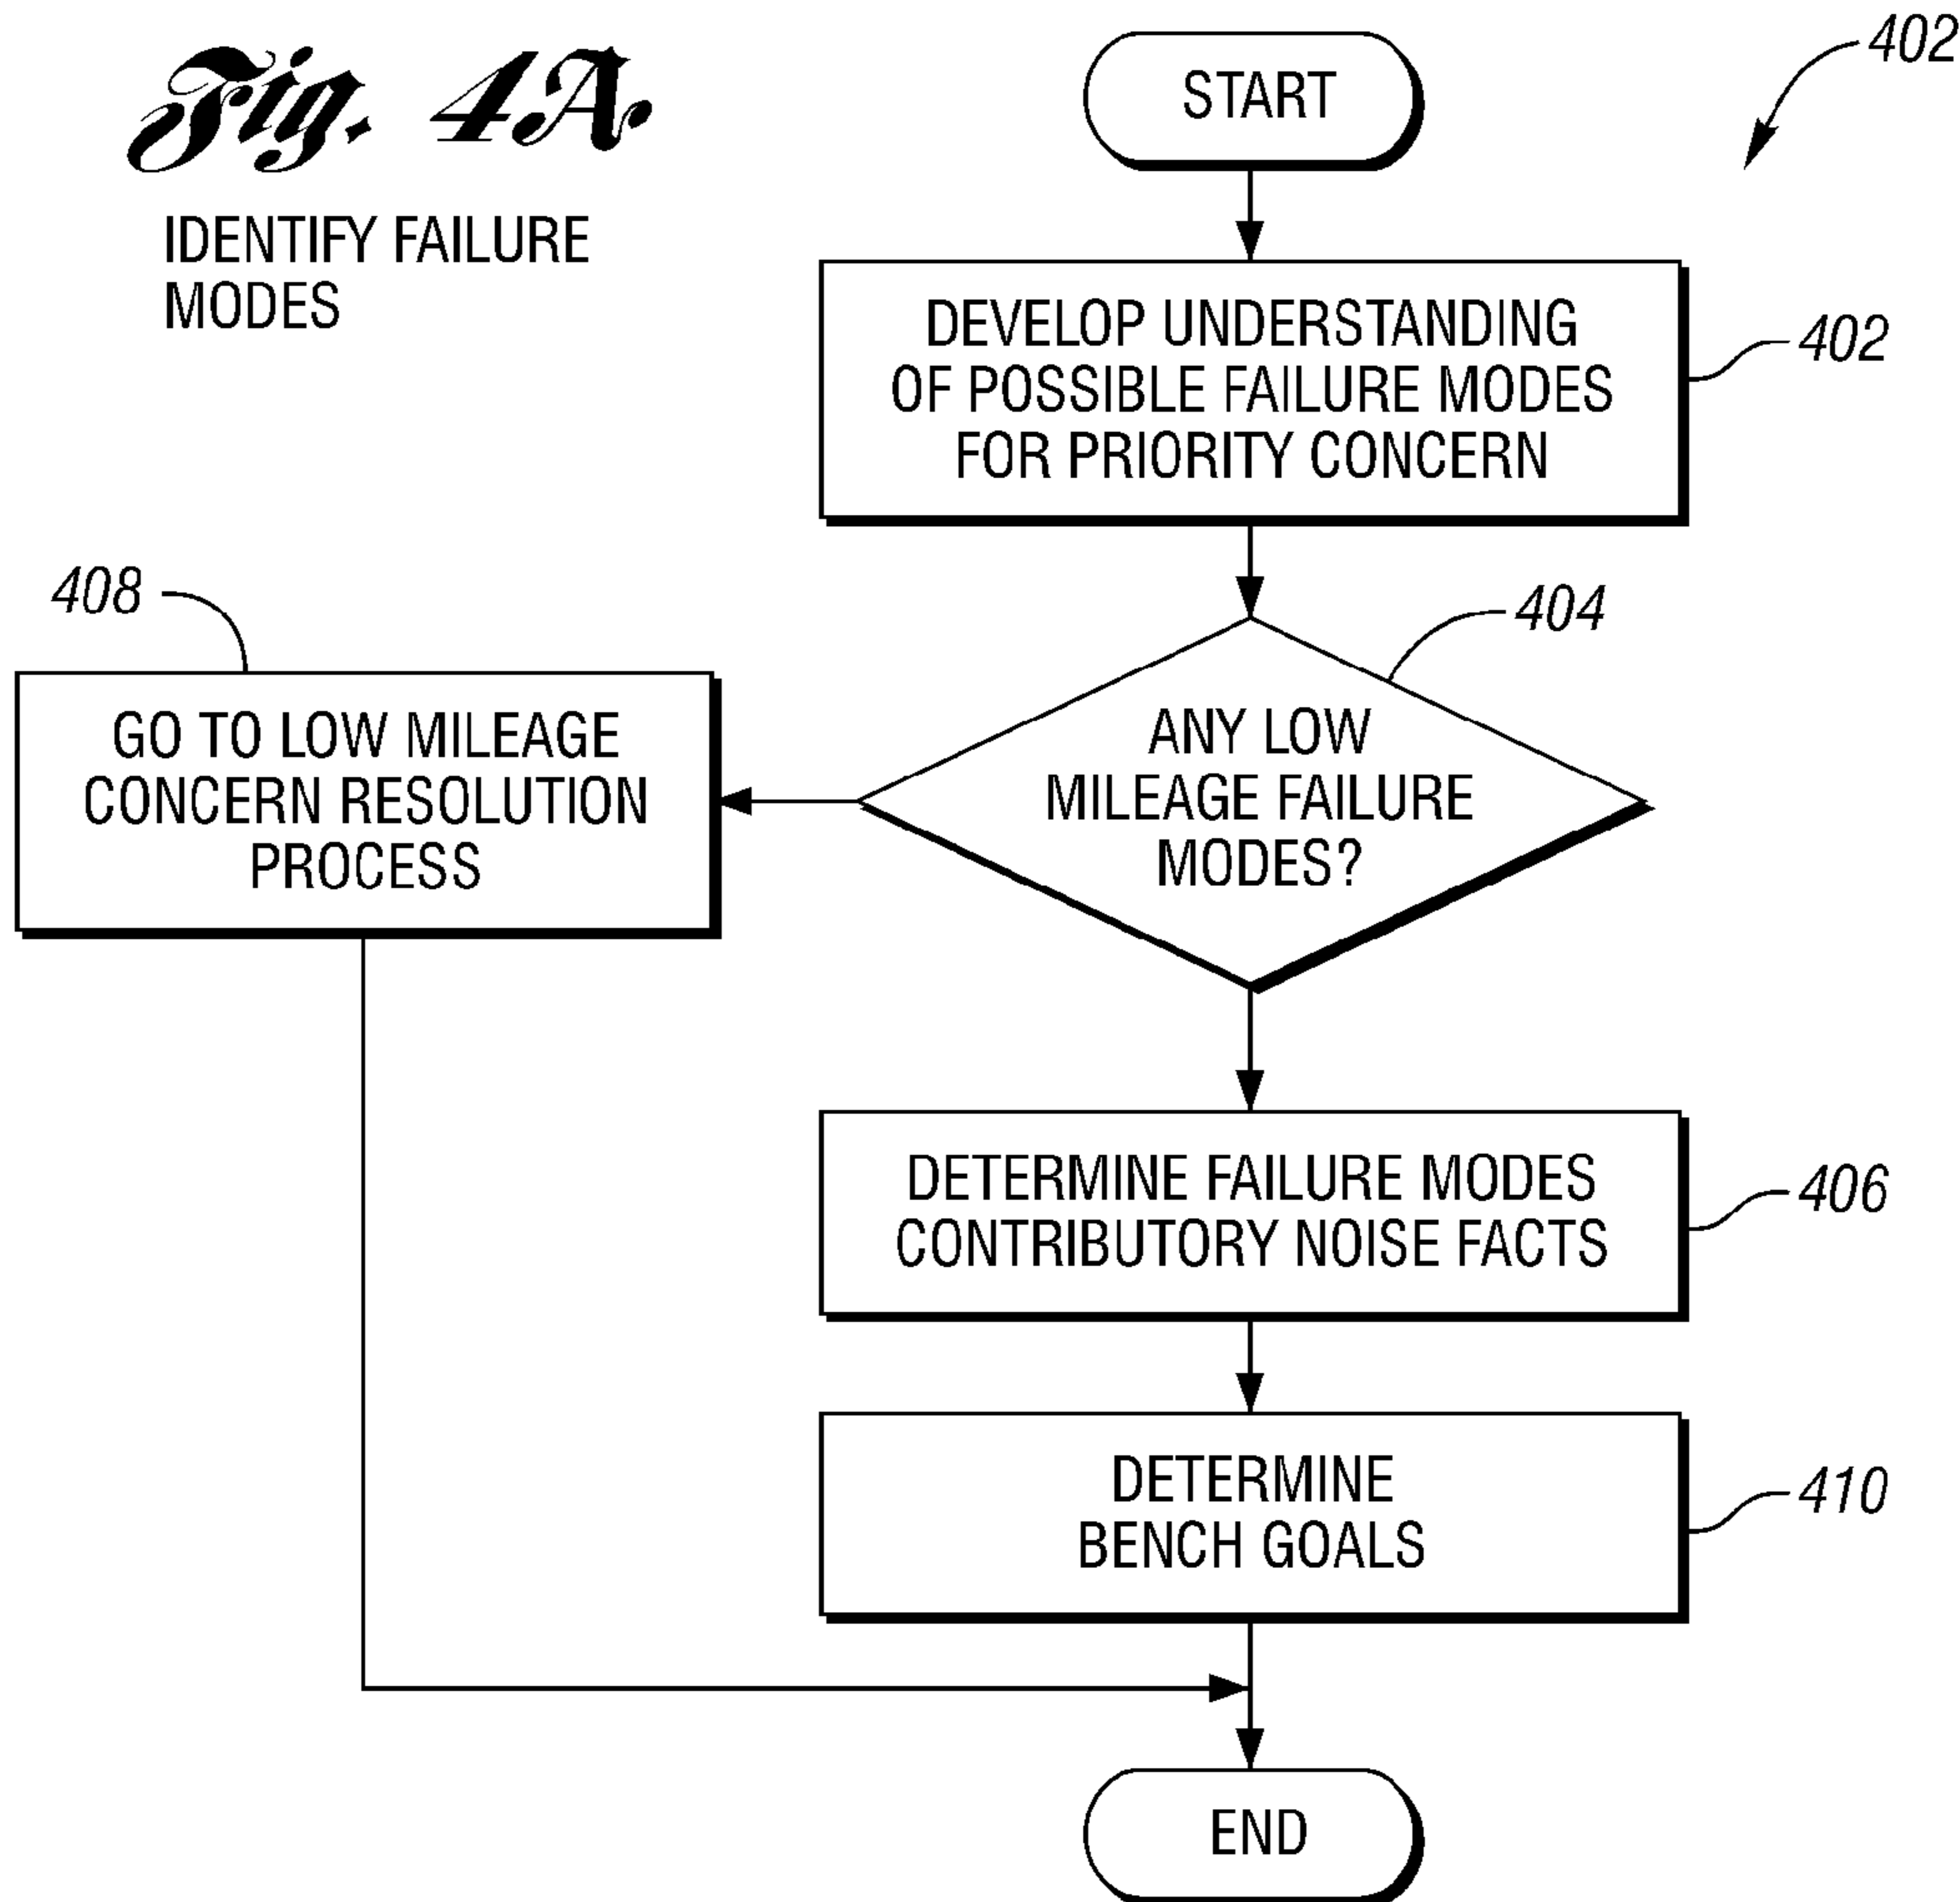 Fig. 4A.
IDENTIFY FAILURE
MODES
START
402
DEVELOP UNDERSTANDING
OF POSSIBLE FAILURE MODES
FOR PRIORITY CONCERN
402
408
404
GO TO LOW MILEAGE
CONCERN RESOLUTION
PROCESS
ANY LOW
MILEAGE FAILURE
MODES?
DETERMINE FAILURE MODES
CONTRIBUTORY NOISE FACTS
406
DETERMINE
BENCH GOALS
410
END